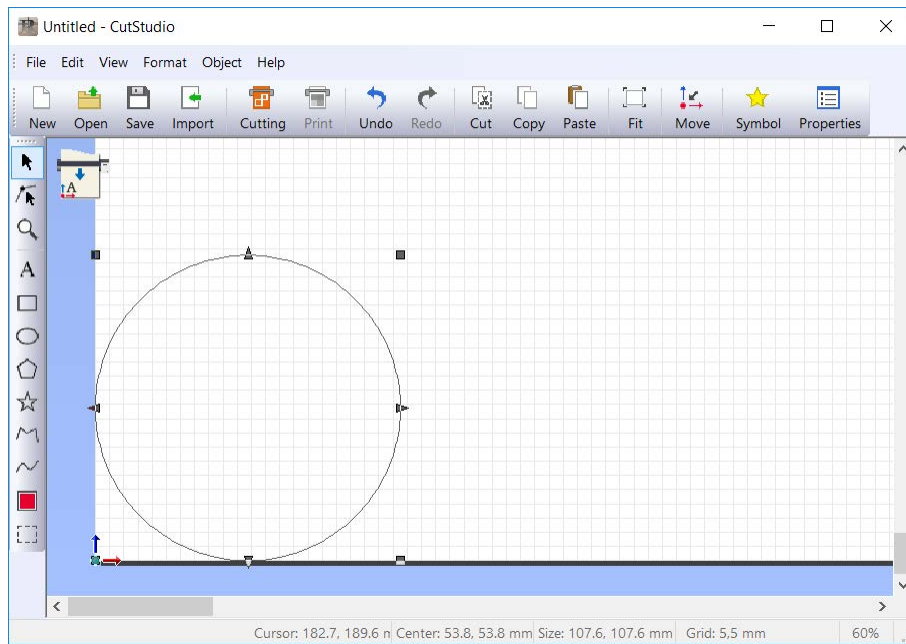 Untitled - CutStudio
File Edit View Format Object Help
New Open Save Import Cutting Print Undo Redo Cut Copy Paste Fit Move Symbol Properties
A
A
Cursor: 182.7, 189.6 n Center: 53.8, 53.8 mm Size: 107.6, 107.6 mm Grid: 5,5 mm 60%